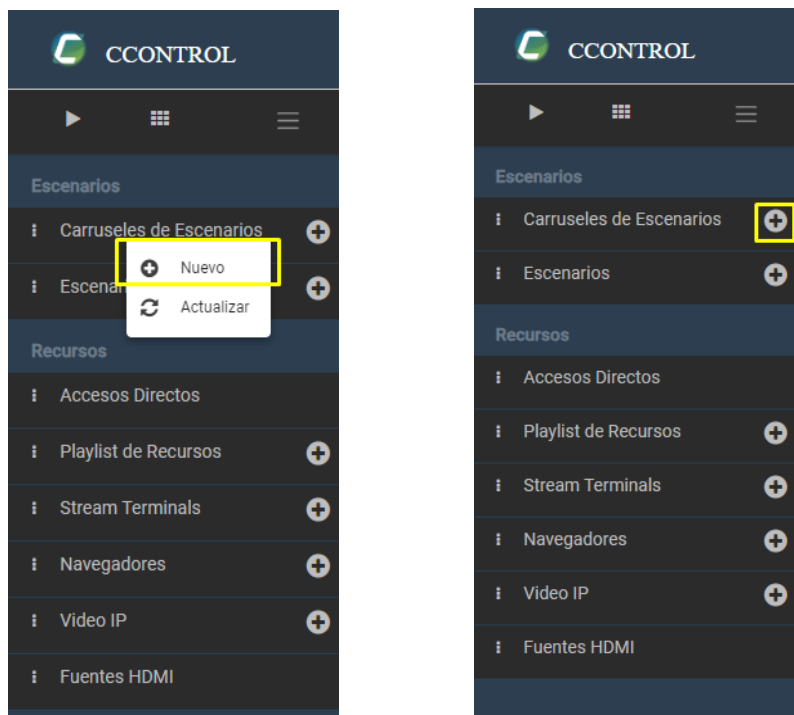 CCONTROL
Escenarios
Carruseles de Escenarios
Nuevo
Escenar
Actualizar
Recursos
Accesos Directos
Playlist de Recursos
Stream Terminals
Navegadores
Video IP
Fuentes HDMI
CCONTROL
Escenarios
Carruseles de Escenarios
Escenarios
Recursos
Accesos Directos
Playlist de Recursos
Stream Terminals
Navegadores
Video IP
Fuentes HDMI